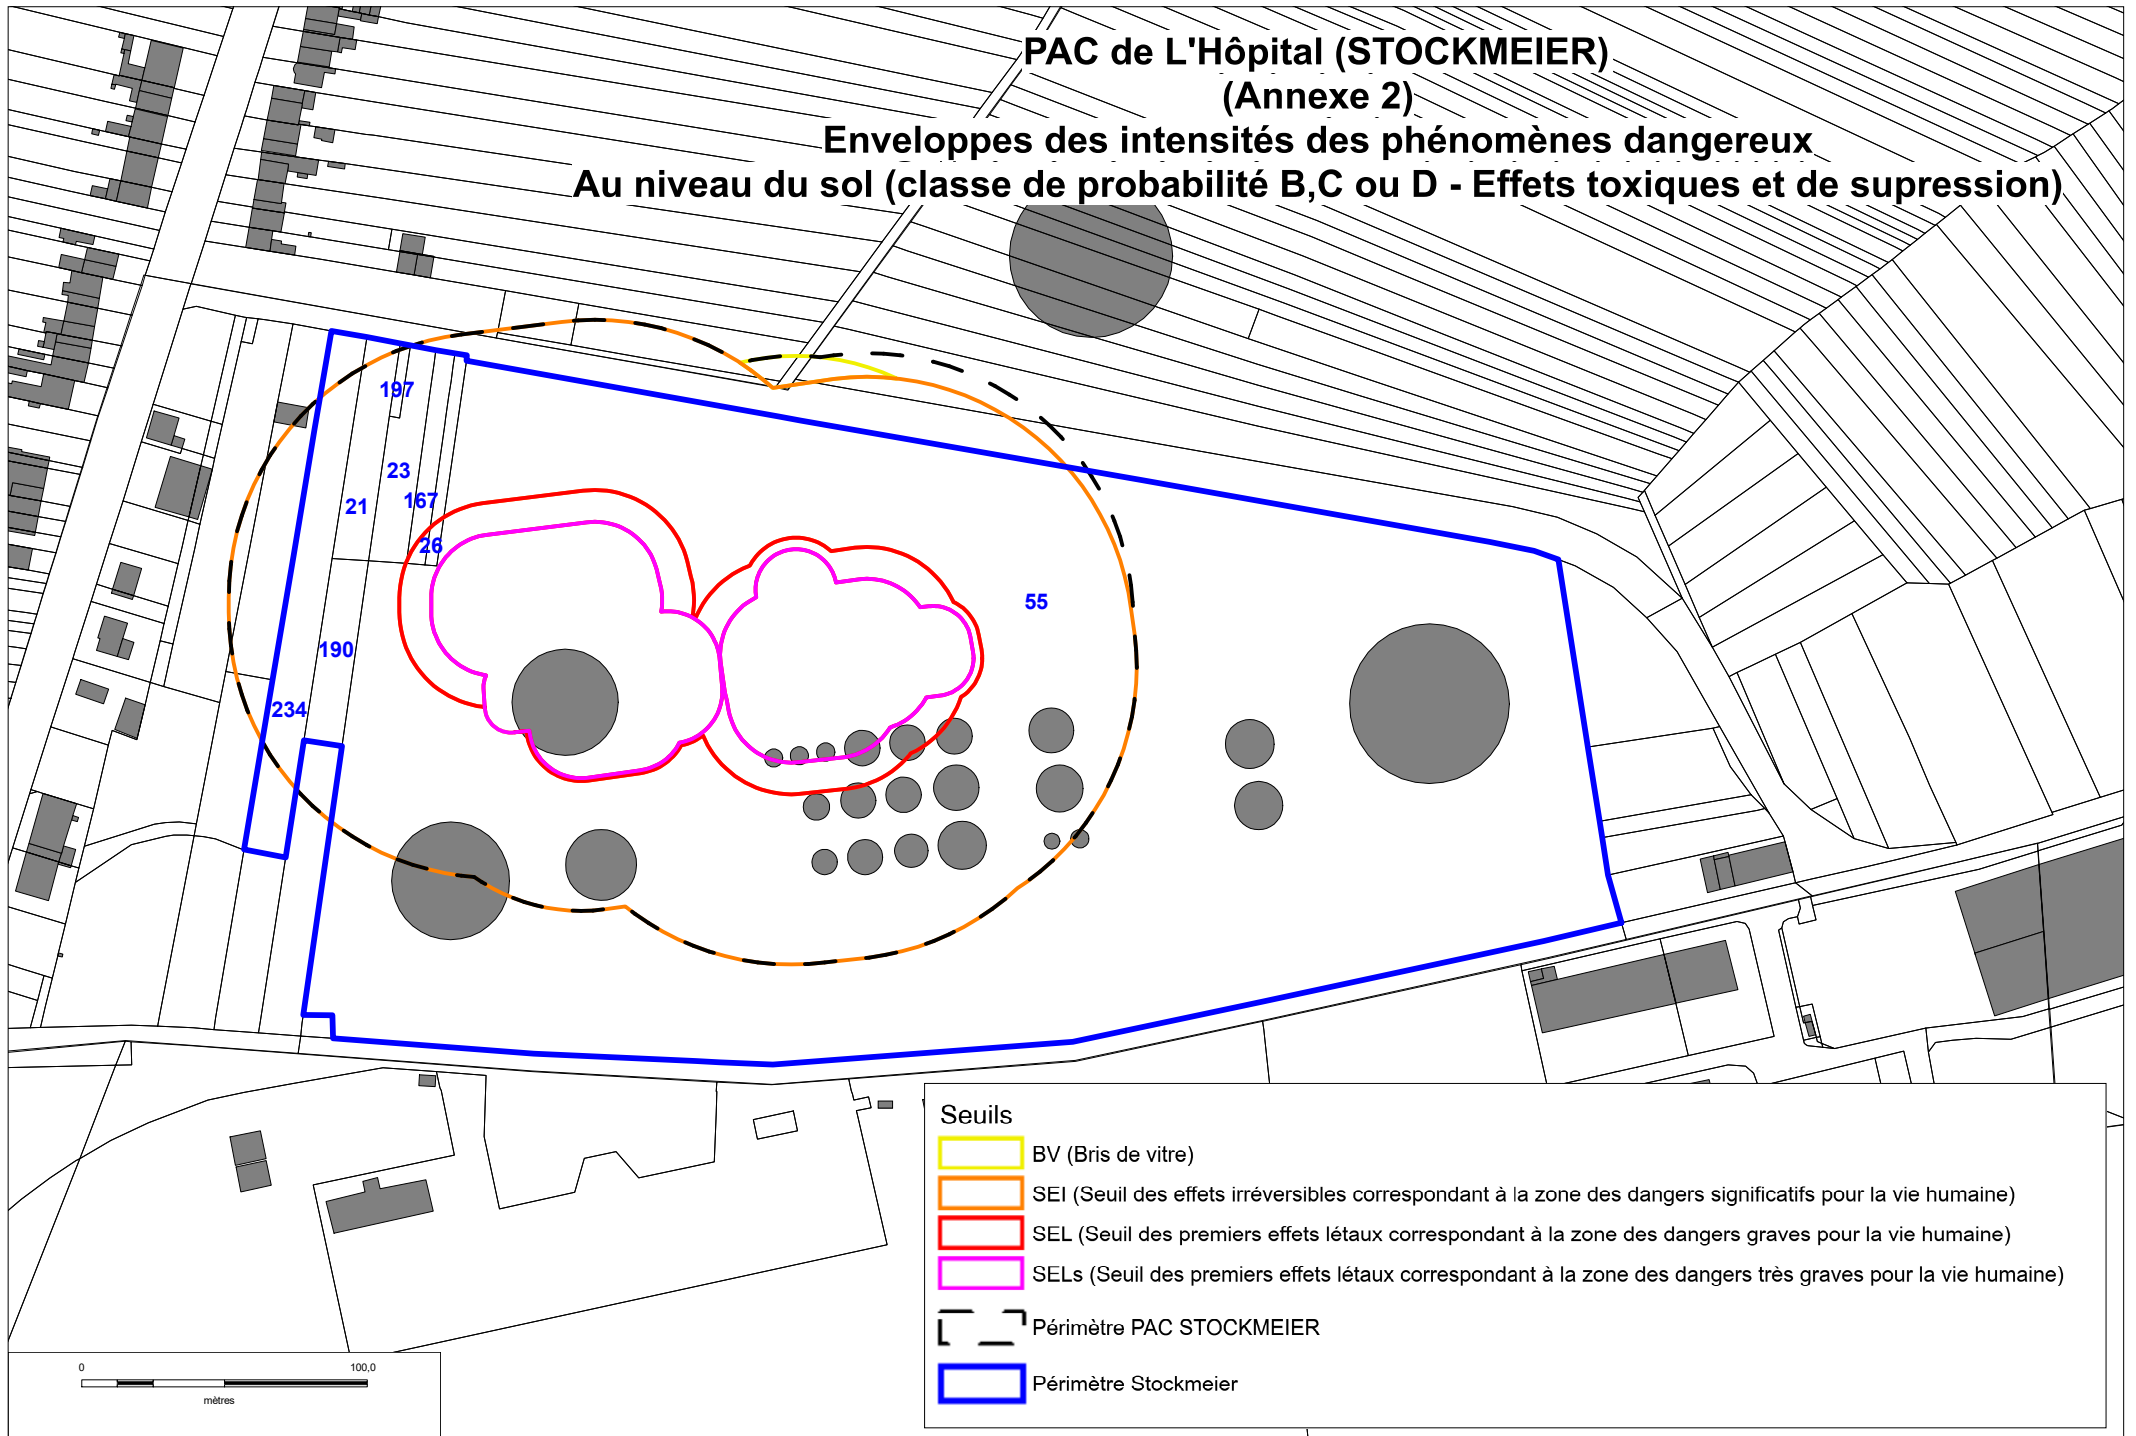 PAC de L'Hôpital (STOCKMEIER)
(Annexe 2)
Enveloppes des intensités des phénomènes dangereux
Au niveau du sol (classe de probabilité B,C ou D - Effets toxiques et de supression)
197
23
21
167
26
55
190
234
Seuils
BV (Bris de vitre)
SEI (Seuil des effets irréversibles correspondant à la zone des dangers significatifs pour la vie humaine)
SEL (Seuil des premiers effets létaux correspondant à la zone des dangers graves pour la vie humaine)
SELs (Seuil des premiers effets létaux correspondant à la zone des dangers très graves pour la vie humaine)
Périmètre PAC STOCKMEIER
Périmètre Stockmeier
0 100,0
mètres